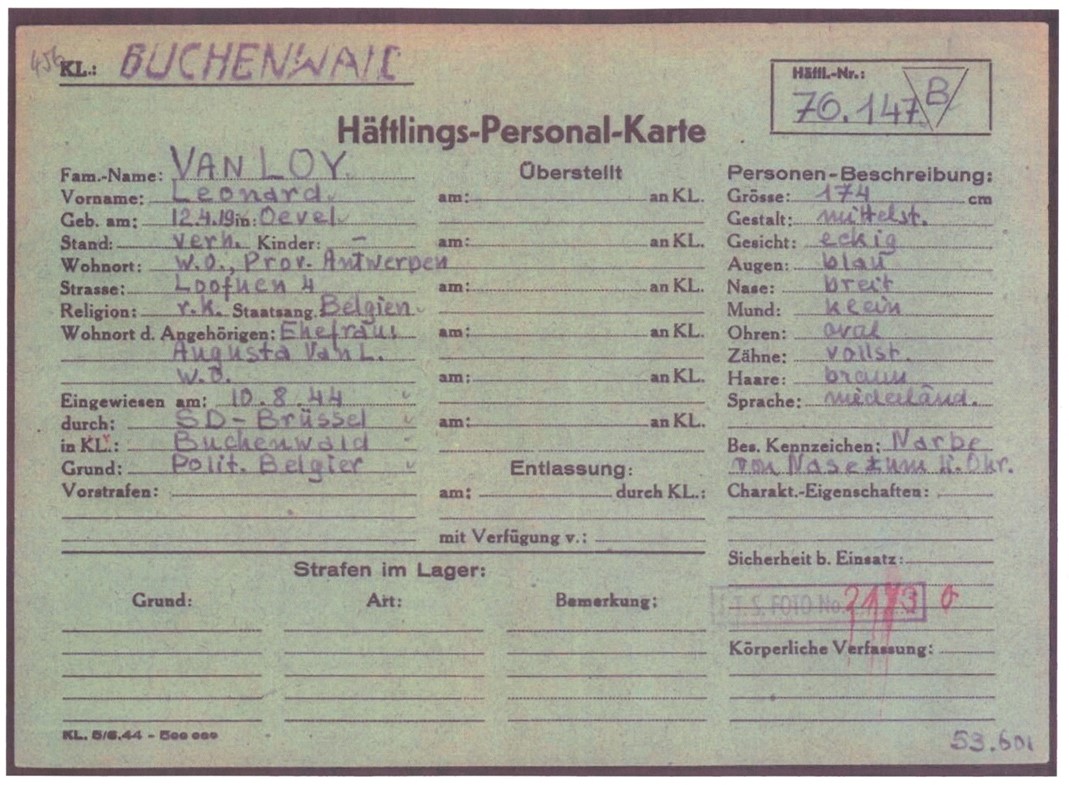 456
KL.: BUCHENWALD
Häftl.-Nr.:
76.147 B
Häftlings-Personal-Karte
Fam.-Name: VAN LOY
Vorname: Leonard
Geb. am: 12.4.19 in: Oevel
Stand: verh. Kinder: –
Wohnort: w.o., Prov. Antwerpen
Strasse: 4
Religion: r.k. Staatsang. Belgien
Wohnort d. Angehörigen: Ehefrau:
Augusta Van L.
w.o.
Eingewiesen am: 10.8.44
durch: SD-Brüssel
in KL.: Buchenwald
Grund: Polit. Belgier
Vorstrafen:
Überstellt
am: an KL.
am: an KL.
am: an KL.
am: an KL.
am: an KL.
am: an KL.
Entlassung:
am: durch KL.:
mit Verfügung v.:
Personen-Beschreibung:
Grösse: 174 cm
Gestalt: mittelst.
Gesicht: eckig
Augen: blau
Nase: breit
Mund: klein
Ohren: oval
Zähne: vollst.
Haare: braun
Sprache: niederländ.
Bes. Kennzeichen: Narbe
von Nase zum Ohr.
Charakt.-Eigenschaften:
Sicherheit b. Einsatz:
I.T.S. FOTO No. 
Körperliche Verfassung:
Strafen im Lager:
Grund: Art: Bemerkung:
KL. 5/6.44 - 500 000
53.601